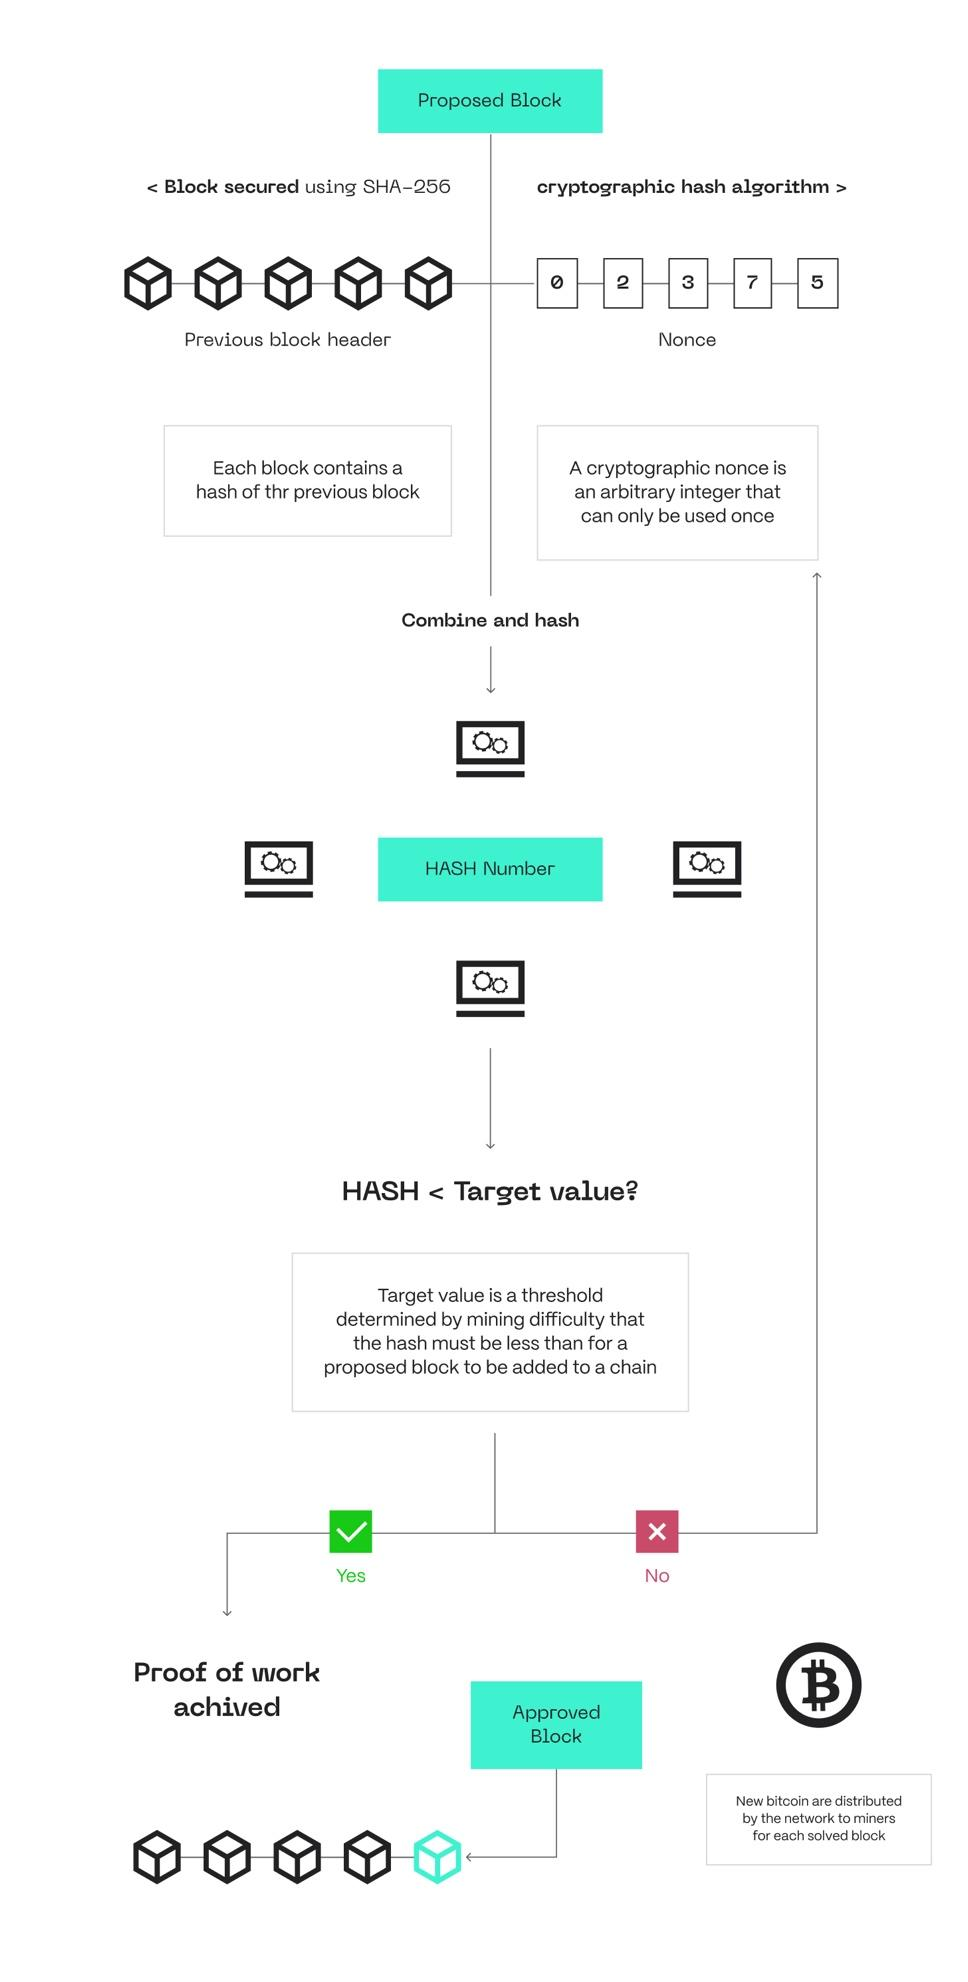 Proposed Block
< Block secured using SHA-256
cryptographic hash algorithm >
0 2 3 7 5
Previous block header
Nonce
Each block contains a
hash of thr previous block
A cryptographic nonce is
an arbitrary integer that
can only be used once
Combine and hash
HASH Number
HASH < Target value?
Target value is a threshold
determined by mining difficulty that
the hash must be less than for a
proposed block to be added to a chain
Yes
No
Proof of work
achived
Approved
Block
New bitcoin are distributed
by the network to miners
for each solved block